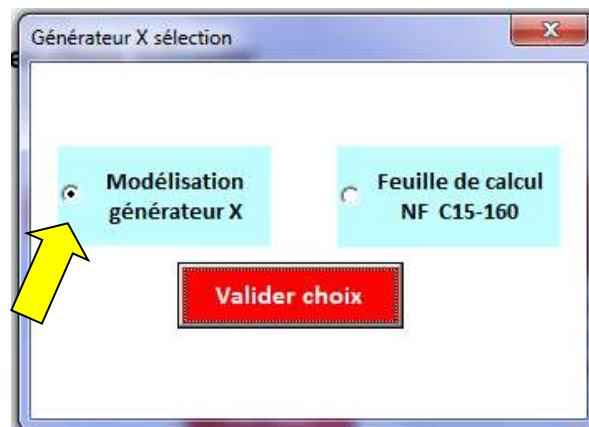 Générateur X sélection
Modélisation
générateur X
Feuille de calcul
NF C15-160
Valider choix